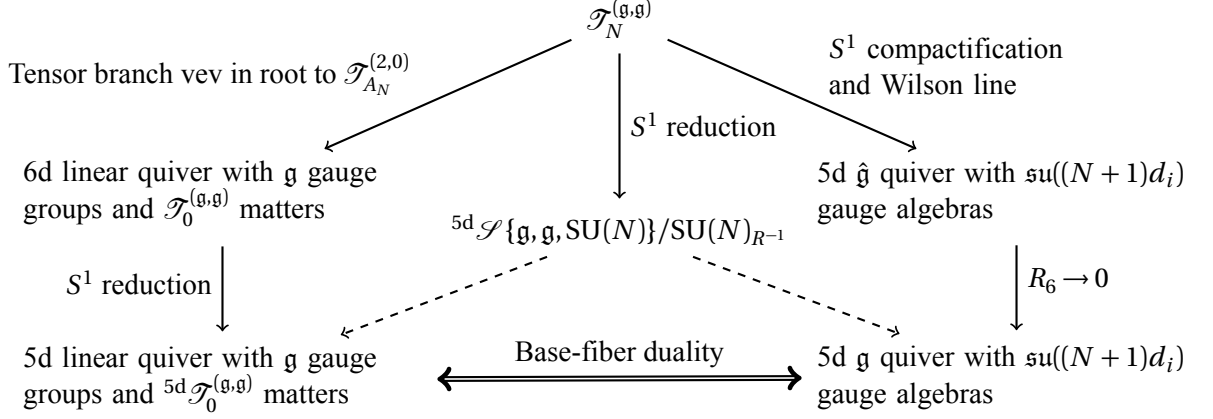 𝒯_N^{(𝔤,𝔤)}
Tensor branch vev in root to 𝒯_{A_N}^{(2,0)}
S¹ compactification
and Wilson line
S¹ reduction
6d linear quiver with 𝔤 gauge
groups and 𝒯_0^{(𝔤,𝔤)} matters
5d 𝔤̂ quiver with 𝔰𝔲((N+1)d_i)
gauge algebras
^{5d}𝒮{𝔤,𝔤,SU(N)}/SU(N)_{R^{-1}}
S¹ reduction
R_6→0
5d linear quiver with 𝔤 gauge
groups and ^{5d}𝒯_0^{(𝔤,𝔤)} matters
Base-fiber duality
5d 𝔤 quiver with 𝔰𝔲((N+1)d_i)
gauge algebras